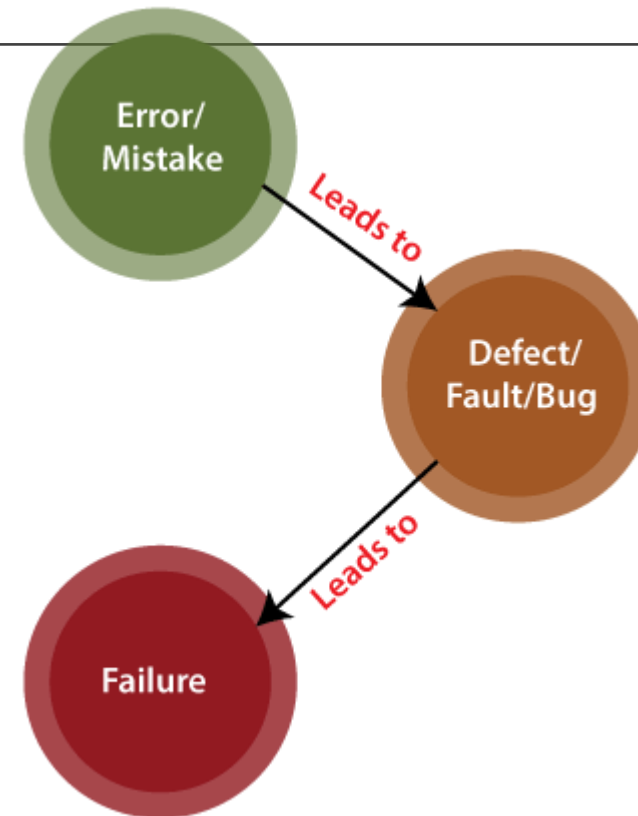 Error/
Mistake
Leads to
Defect/
Fault/Bug
Leads to
Failure